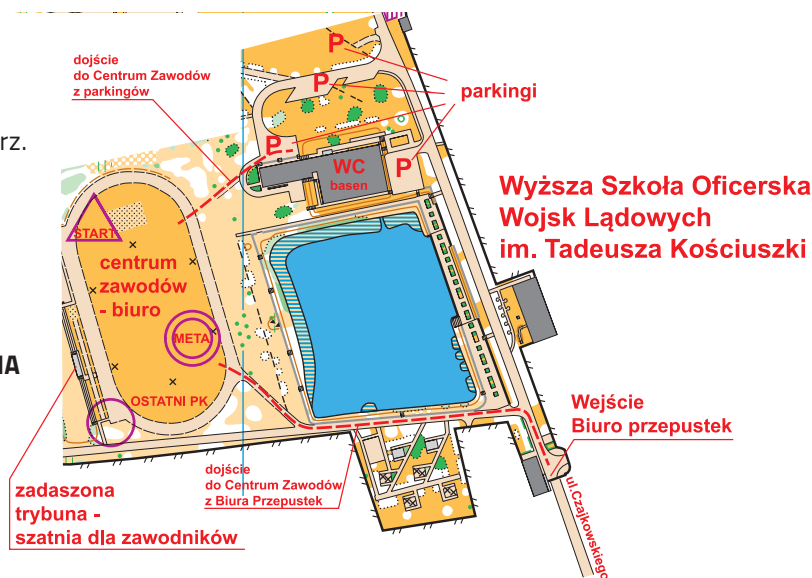 dojście
do Centrum Zawodów
z parkingów
P
P
P
P
parkingi
rz.
WC
basen
Wyższa Szkoła Oficerska
Wojsk Lądowych
im. Tadeusza Kościuszki
START
centrum
zawodów
- biuro
META
OSTATNI PK
Wejście
Biuro przepustek
dojście
do Centrum Zawodów
z Biura Przepustek
zadaszona
trybuna -
szatnia dla zawodników
ul.Czajkowskiego